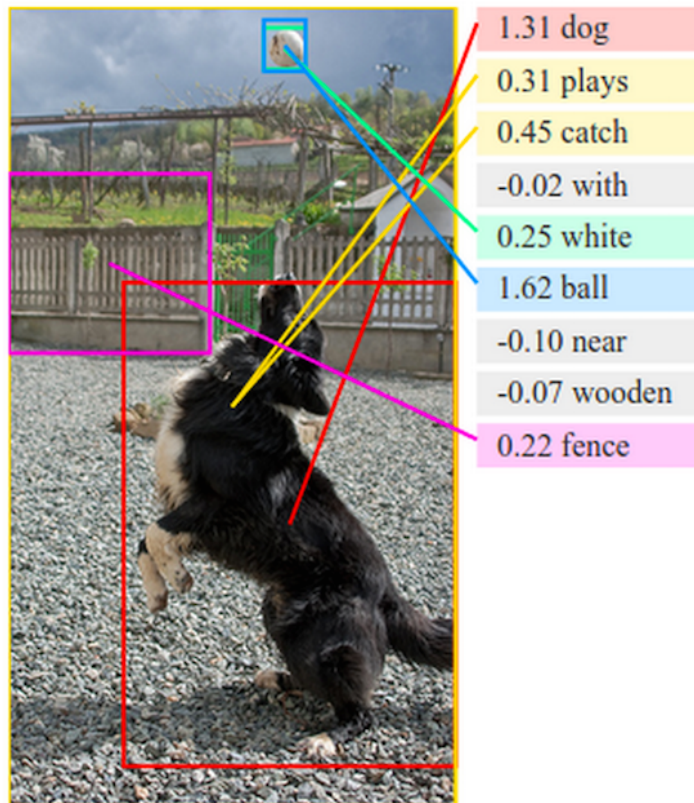 1.31 dog
0.31 plays
0.45 catch
-0.02 with
0.25 white
1.62 ball
-0.10 near
-0.07 wooden
0.22 fence